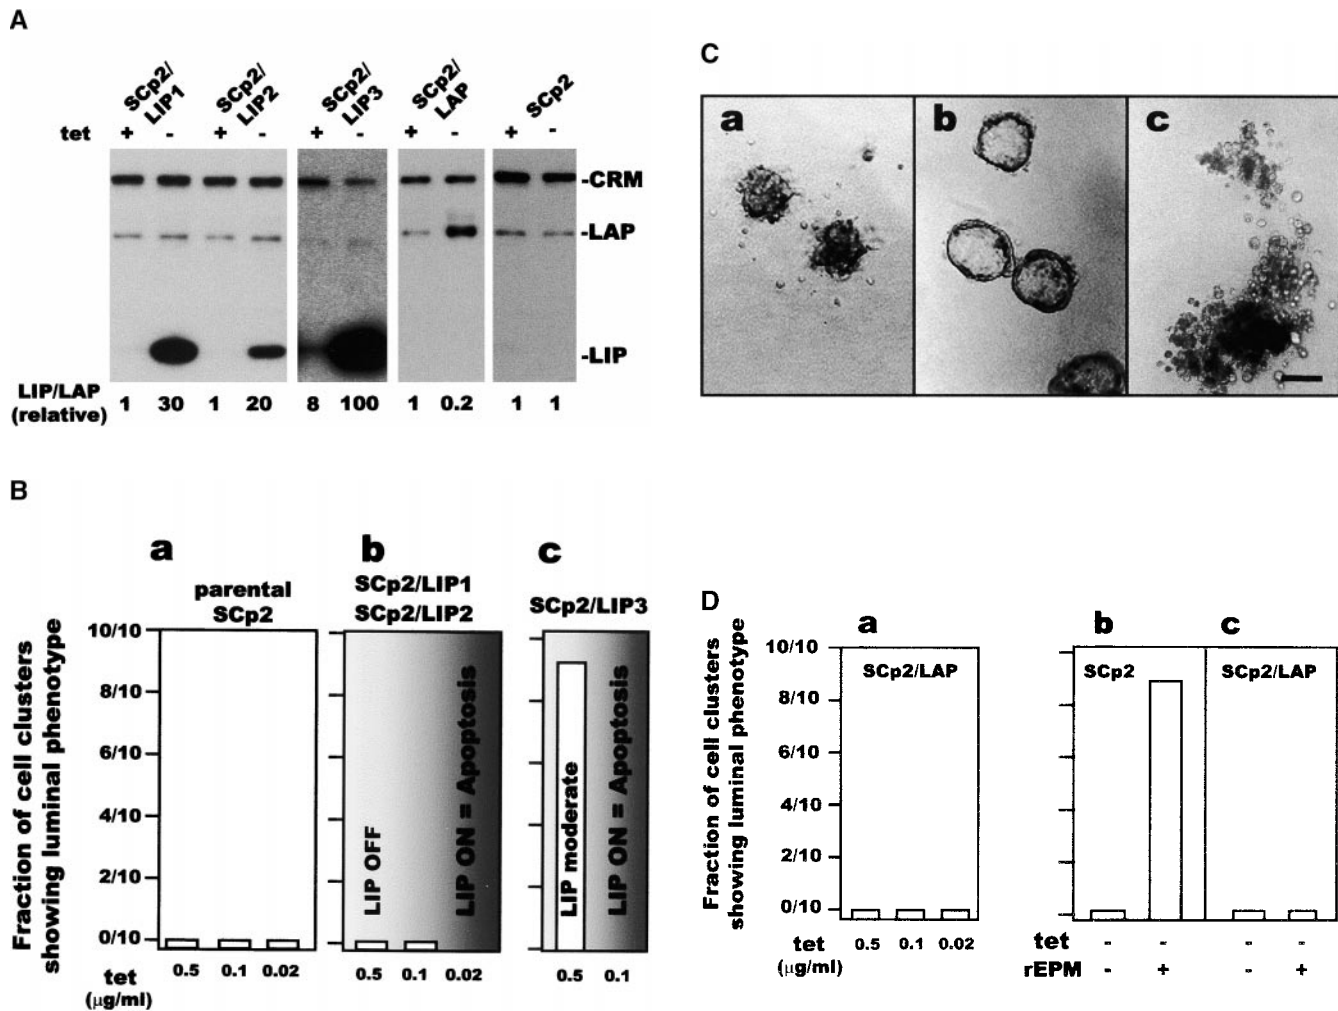 A
SCp2/LIP1
SCp2/LIP2
SCp2/LIP3
SCp2/LAP
SCp2
tet + - + - + - + - + -
-CRM
-LAP
-LIP
LIP/LAP (relative) 1 30 1 20 8 100 1 0.2 1 1
C
a
b
c
B
Fraction of cell clusters
showing luminal phenotype
a
parental
SCp2
10/10
8/10
6/10
4/10
2/10
0/10
b
SCp2/LIP1
SCp2/LIP2
LIP OFF
LIP ON = Apoptosis
c
SCp2/LIP3
LIP moderate
LIP ON = Apoptosis
tet (µg/ml) 0.5 0.1 0.02 0.5 0.1 0.02 0.5 0.1
D
Fraction of cell clusters
showing luminal phenotype
a
SCp2/LAP
10/10
8/10
6/10
4/10
2/10
0/10
tet (µg/ml) 0.5 0.1 0.02
b
SCp2
c
SCp2/LAP
tet - - - -
rEPM - + - +